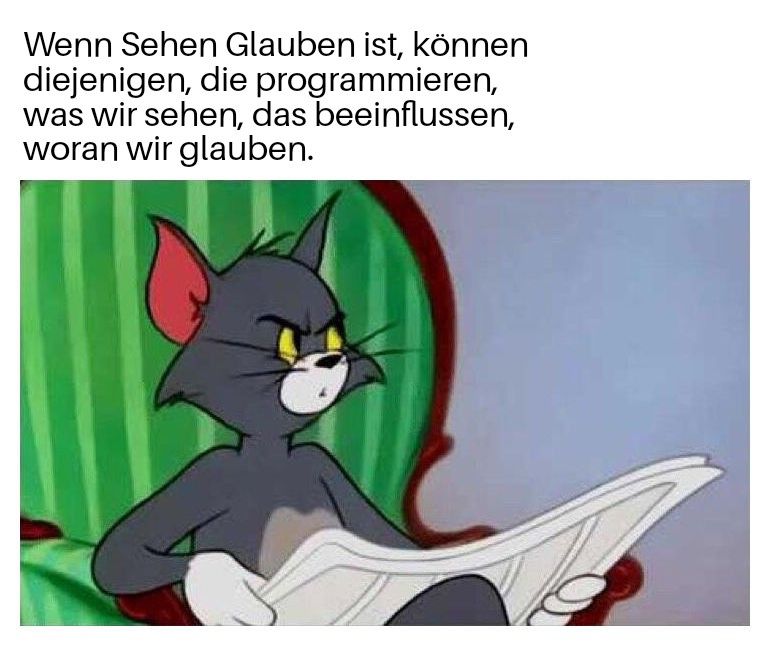 Wenn Sehen Glauben ist, können
diejenigen, die programmieren,
was wir sehen, das beeinflussen,
woran wir glauben.